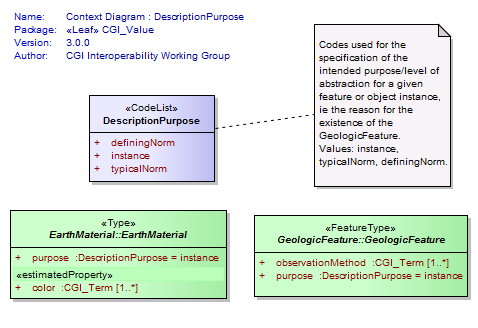 Name: Context Diagram : DescriptionPurpose
Package: «Leaf» CGI_Value
Version: 3.0.0
Author: CGI Interoperability Working Group
Codes used for the
specification of the
intended purpose/level of
abstraction for a given
feature or object instance,
ie the reason for the
existence of the
GeologicFeature.
Values: instance,
typicalNorm, definingNorm.
«CodeList»
DescriptionPurpose
+ definingNorm
+ instance
+ typicalNorm
«Type»
EarthMaterial::EarthMaterial
+ purpose :DescriptionPurpose = instance
«estimatedProperty»
+ color :CGI_Term [1..*]
«FeatureType»
GeologicFeature::GeologicFeature
+ observationMethod :CGI_Term [1..*]
+ purpose :DescriptionPurpose = instance